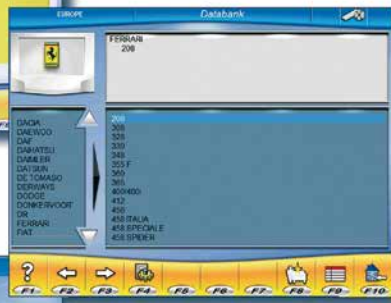 EUROPE
Databank
FERRARI
208
DACIA
DAEWOO
DAF
DAIHATSU
DAIMLER
DATSUN
DE TOMASO
DERWAYS
DODGE
DONKERVOORT
DR
FERRARI
FIAT
208
308
328
348
355 F
360
365
400/400i
412
456
458 ITALIA
458 SPECIALE
458 SPIDER
?
F1
F2
F3
F4
F5
F6
F7
F8
F9
F10